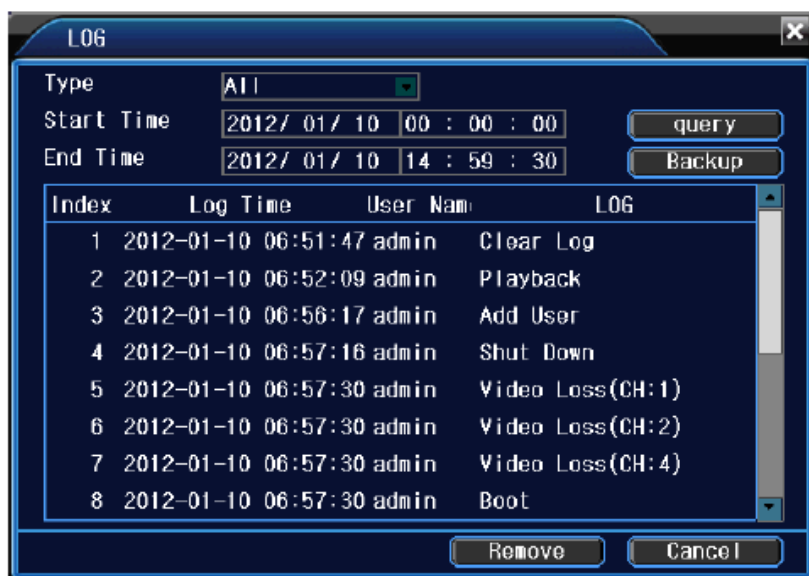 LOG
Type All
Start Time 2012/ 01/ 10 00 : 00 : 00 query
End Time 2012/ 01/ 10 14 : 59 : 30 Backup
Index Log Time User Nam LOG
1 2012-01-10 06:51:47 admin Clear Log
2 2012-01-10 06:52:09 admin Playback
3 2012-01-10 06:56:17 admin Add User
4 2012-01-10 06:57:16 admin Shut Down
5 2012-01-10 06:57:30 admin Video Loss(CH:1)
6 2012-01-10 06:57:30 admin Video Loss(CH:2)
7 2012-01-10 06:57:30 admin Video Loss(CH:4)
8 2012-01-10 06:57:30 admin Boot
Remove Cancel